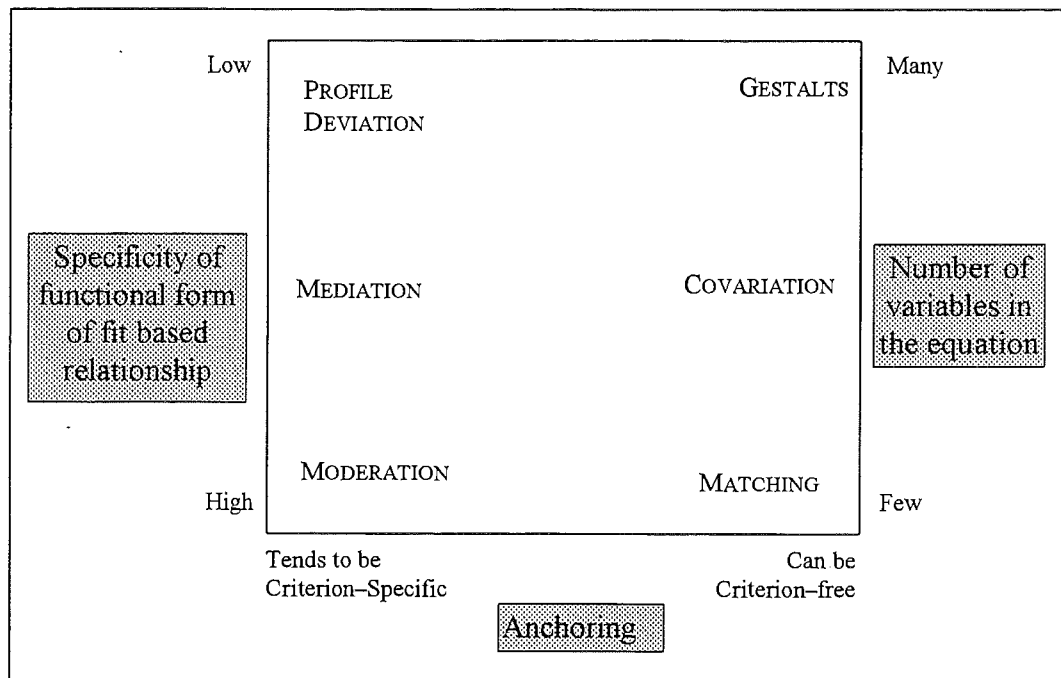 Low
Many
PROFILE
DEVIATION
GESTALTS
Specificity of
functional form
of fit based
relationship
MEDIATION
COVARIATION
Number of
variables in
the equation
MODERATION
MATCHING
High
Few
Tends to be
Criterion–Specific
Can be
Criterion–free
Anchoring